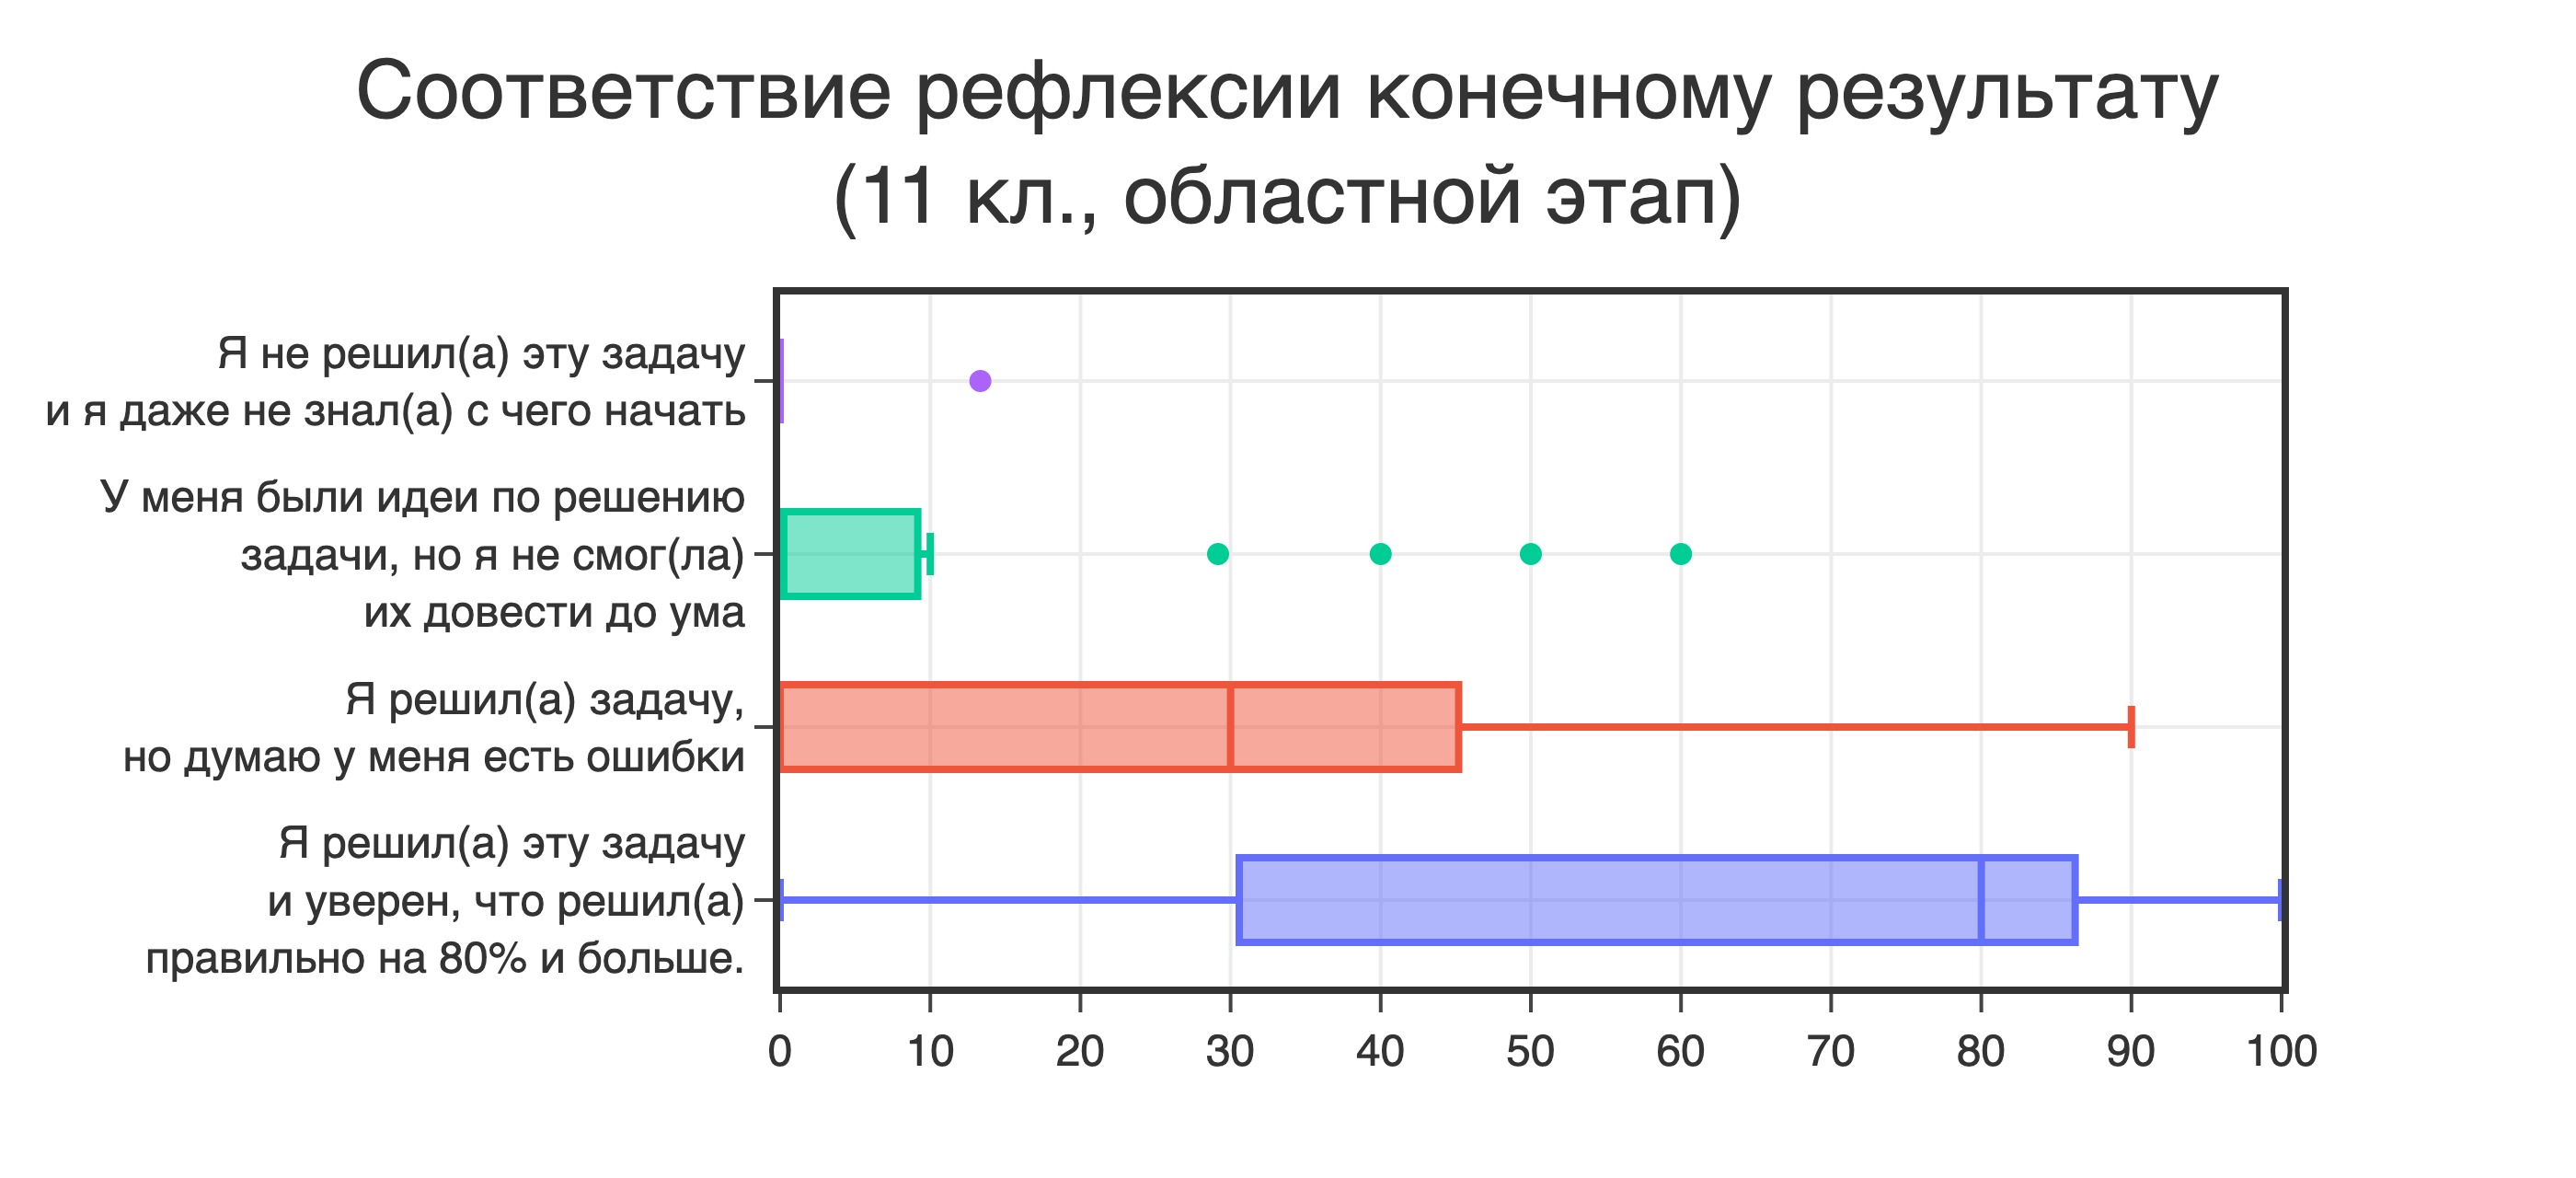 Соответствие рефлексии конечному результату
(11 кл., областной этап)
Я не решил(а) эту задачу
и я даже не знал(а) с чего начать
У меня были идеи по решению
задачи, но я не смог(ла)
их довести до ума
Я решил(а) задачу,
но думаю у меня есть ошибки
Я решил(а) эту задачу
и уверен, что решил(а)
правильно на 80% и больше.
0 10 20 30 40 50 60 70 80 90 100